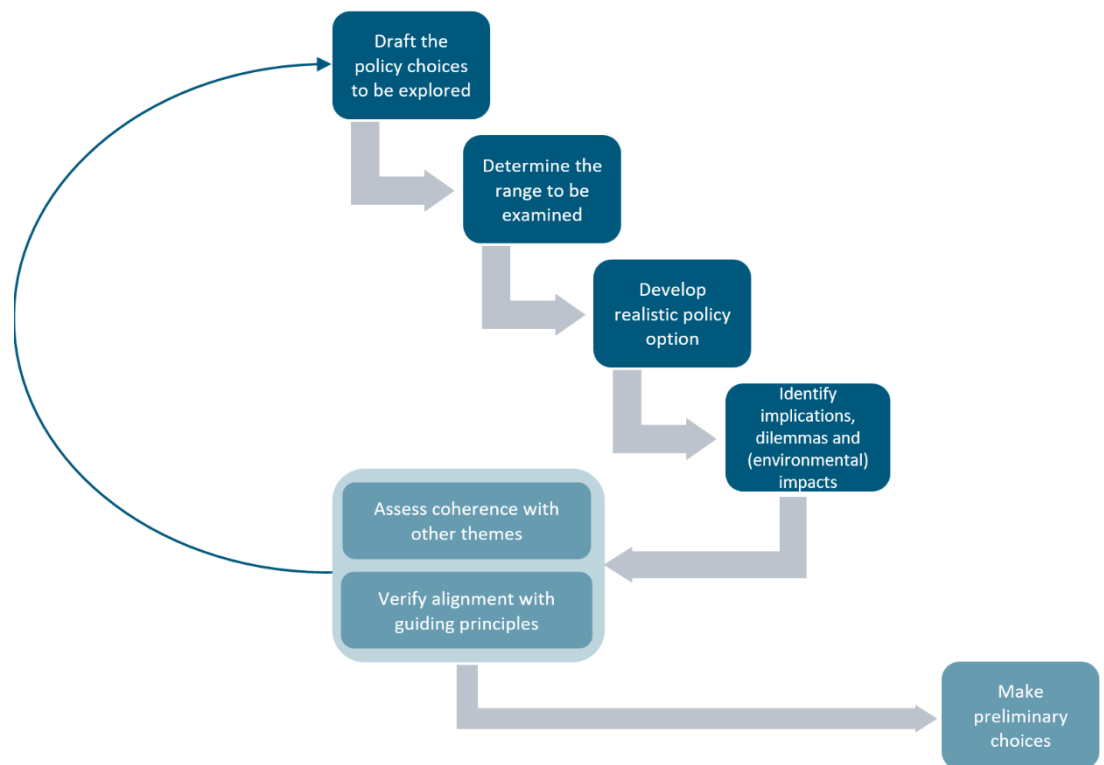 Draft the
policy choices
to be explored
Determine the
range to be
examined
Develop
realistic policy
option
Identify
implications,
dilemmas and
(environmental)
impacts
Assess coherence with
other themes
Verify alignment with
guiding principles
Make
preliminary
choices